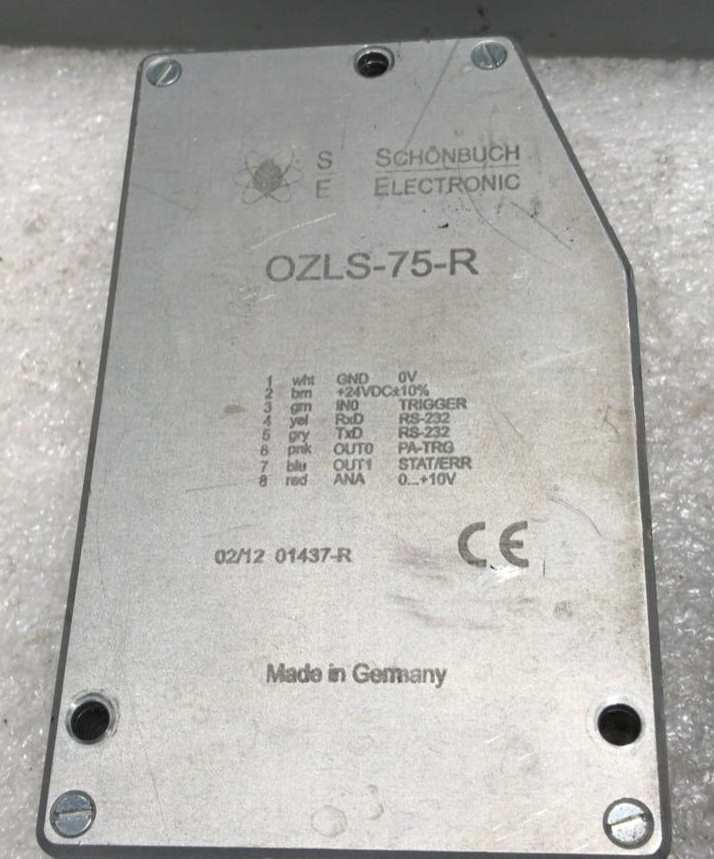 S SCHÖNBUCH
E ELECTRONIC
OZLS-75-R
1 wht GND 0V
2 brn +24VDC±10%
3 grn IN0 TRIGGER
4 yel RxD RS-232
5 gry TxD RS-232
6 pnk OUT0 PA-TRG
7 blu OUT1 STAT/ERR
8 red ANA 0...+10V
02/12 01437-R CE
Made in Germany